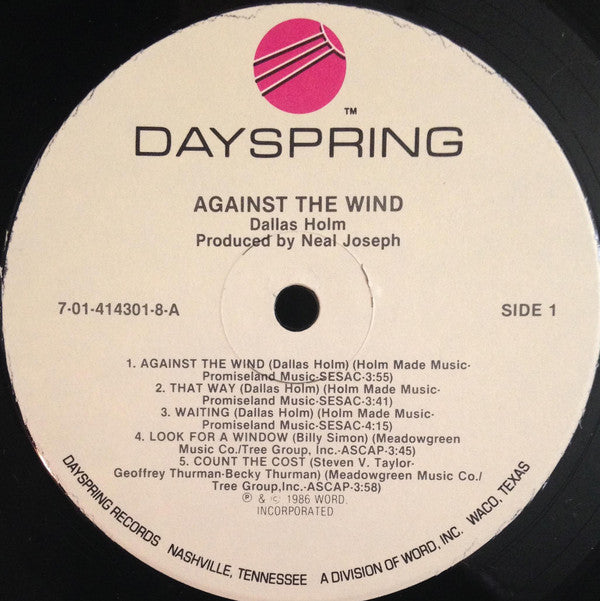 ™
DAYSPRING
AGAINST THE WIND
Dallas Holm
Produced by Neal Joseph
7-01-414301-8-A
SIDE 1
1. AGAINST THE WIND (Dallas Holm) (Holm Made Music-
Promiseland Music-SESAC-3:55)
2. THAT WAY (Dallas Holm) (Holm Made Music-
Promiseland Music-SESAC-3:41)
3. WAITING (Dallas Holm) (Holm Made Music-
Promiseland Music-SESAC-4:15)
4. LOOK FOR A WINDOW (Billy Simon) (Meadowgreen
Music Co./Tree Group, Inc.-ASCAP-3:45)
5. COUNT THE COST (Steven V. Taylor-
Geoffrey Thurman-Becky Thurman) (Meadowgreen Music Co./
Tree Group,Inc.-ASCAP-3:58)
℗ & © 1986 WORD.
INCORPORATED
DAYSPRING RECORDS NASHVILLE, TENNESSEE A DIVISION OF WORD, INC. WACO, TEXAS